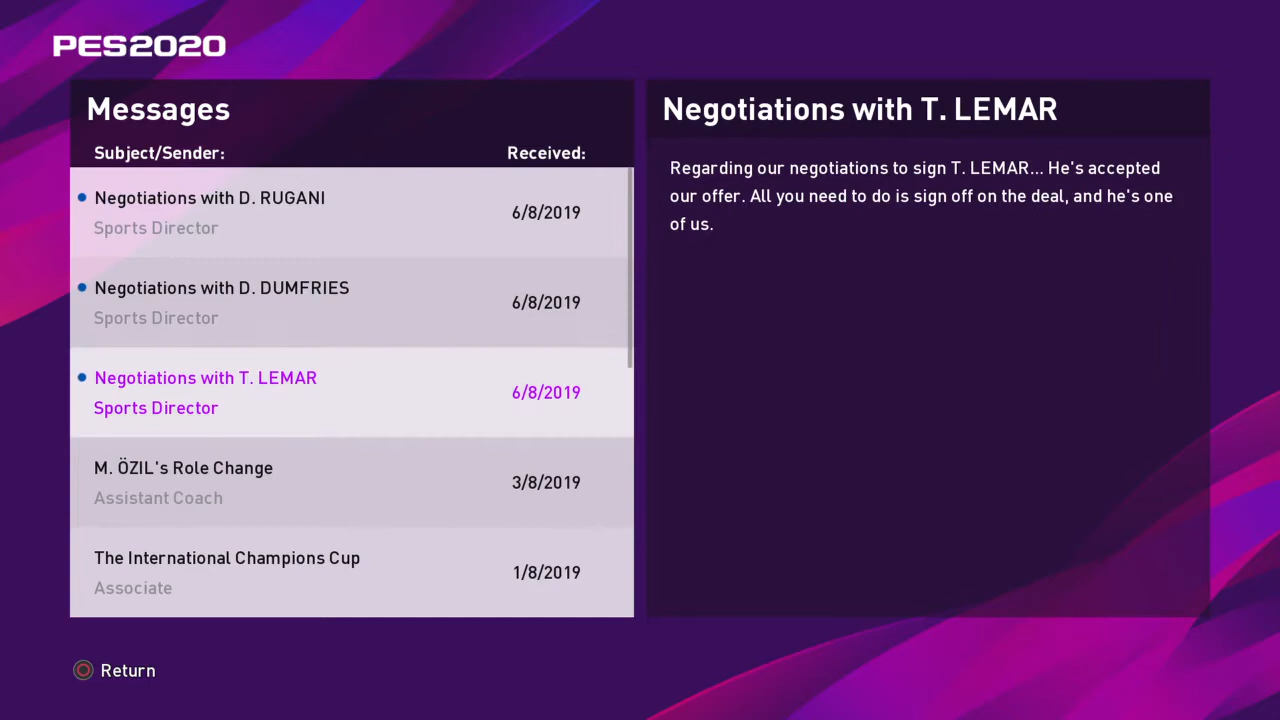 PES2020
Messages
Subject/Sender: Received:
Negotiations with D. RUGANI
Sports Director
6/8/2019
Negotiations with D. DUMFRIES
Sports Director
6/8/2019
Negotiations with T. LEMAR
Sports Director
6/8/2019
M. ÖZIL's Role Change
Assistant Coach
3/8/2019
The International Champions Cup
Associate
1/8/2019
Negotiations with T. LEMAR
Regarding our negotiations to sign T. LEMAR... He's accepted
our offer. All you need to do is sign off on the deal, and he's one
of us.
Return